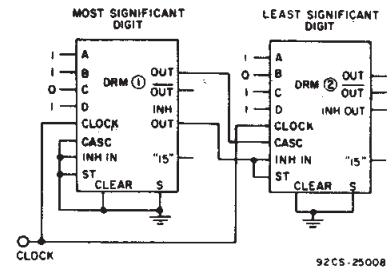 MOST SIGNIFICANT
DIGIT
1 A
1 B
0 C
1 D
CLOCK
CASC
INH IN
ST
DRM ①
OUT
OUT
INH
OUT
"15"
CLEAR S
LEAST SIGNIFICANT
DIGIT
1 A
0 B
1 C
1 D
CLOCK
CASC
INH IN
ST
DRM ②
OUT
OUT
INH OUT
"15"
CLEAR S
CLOCK
92CS-25008